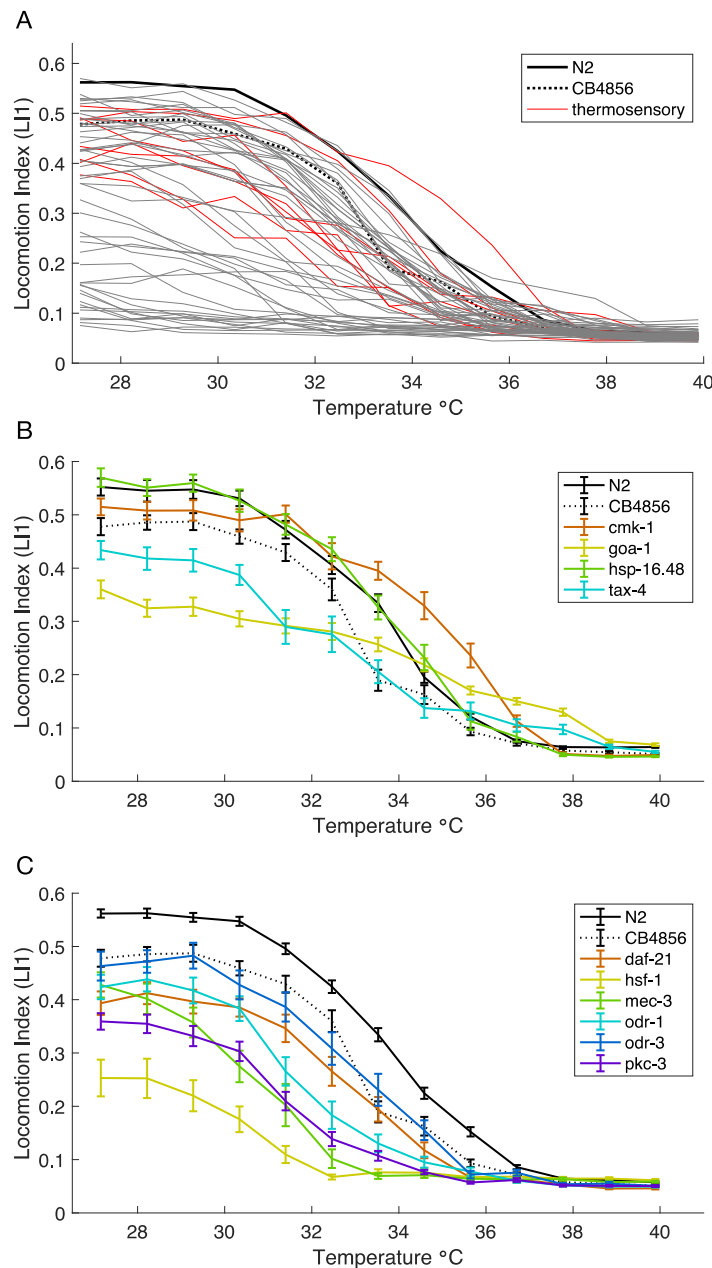 A
Locomotion Index (LI1)
0.6
0.5
0.4
0.3
0.2
0.1
0
N2
CB4856
thermosensory
28 30 32 34 36 38 40
Temperature °C
B
Locomotion Index (LI1)
0.6
0.5
0.4
0.3
0.2
0.1
0
N2
CB4856
cmk-1
goa-1
hsp-16.48
tax-4
28 30 32 34 36 38 40
Temperature °C
C
Locomotion Index (LI1)
0.6
0.5
0.4
0.3
0.2
0.1
0
N2
CB4856
daf-21
hsf-1
mec-3
odr-1
odr-3
pkc-3
28 30 32 34 36 38 40
Temperature °C